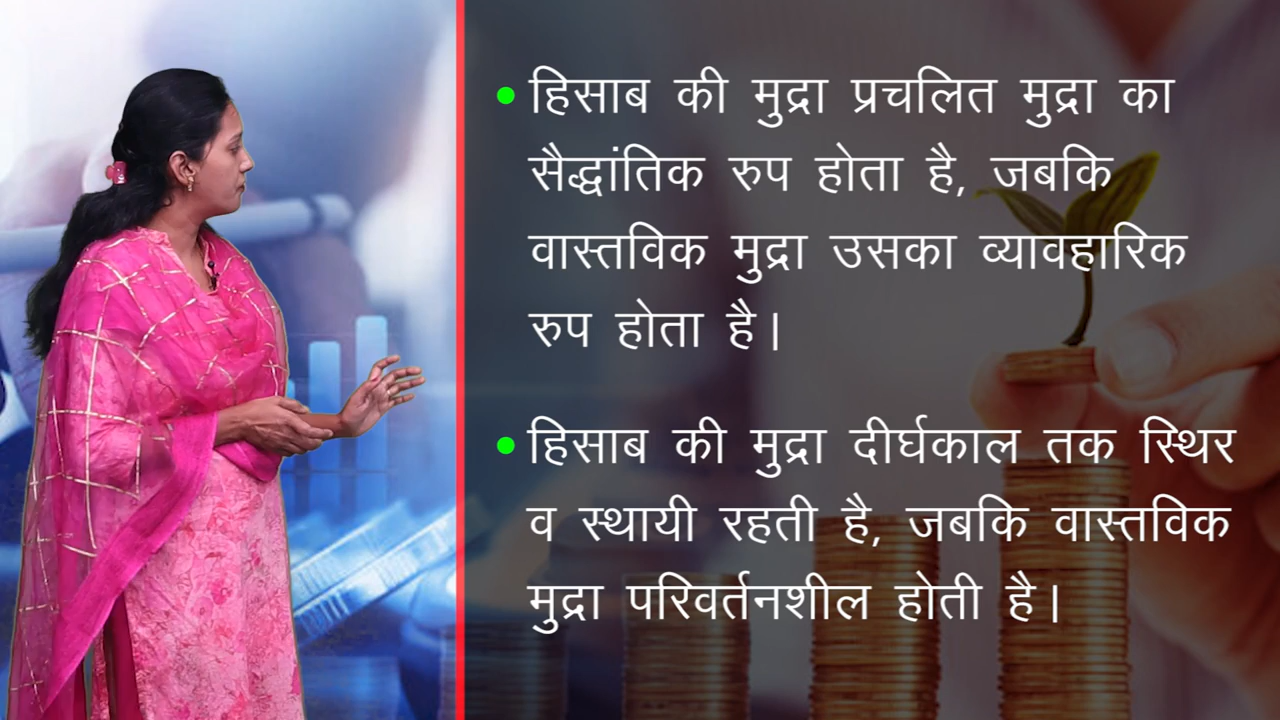 • हिसाब की मुद्रा प्रचलित मुद्रा का
सैद्धांतिक रुप होता है, जबकि
वास्तविक मुद्रा उसका व्यावहारिक
रुप होता है।
• हिसाब की मुद्रा दीर्घकाल तक स्थिर
व स्थायी रहती है, जबकि वास्तविक
मुद्रा परिवर्तनशील होती है।